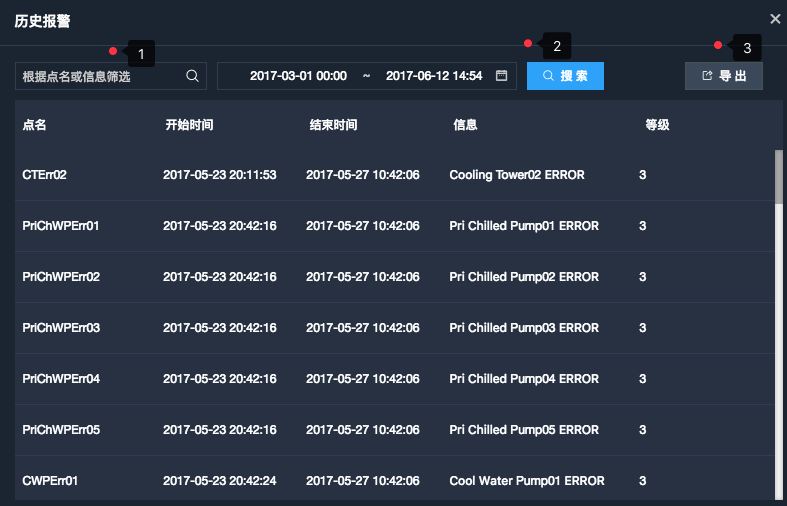 历史报警
1
2
3
根据点名或信息筛选
2017-03-01 00:00 ~ 2017-06-12 14:54
搜 索
导 出
点名 开始时间 结束时间 信息 等级
CTErr02 2017-05-23 20:11:53 2017-05-27 10:42:06 Cooling Tower02 ERROR 3
PriChWPErr01 2017-05-23 20:42:16 2017-05-27 10:42:06 Pri Chilled Pump01 ERROR 3
PriChWPErr02 2017-05-23 20:42:16 2017-05-27 10:42:06 Pri Chilled Pump02 ERROR 3
PriChWPErr03 2017-05-23 20:42:16 2017-05-27 10:42:06 Pri Chilled Pump03 ERROR 3
PriChWPErr04 2017-05-23 20:42:16 2017-05-27 10:42:06 Pri Chilled Pump04 ERROR 3
PriChWPErr05 2017-05-23 20:42:16 2017-05-27 10:42:06 Pri Chilled Pump05 ERROR 3
CWPErr01 2017-05-23 20:42:24 2017-05-27 10:42:06 Cool Water Pump01 ERROR 3